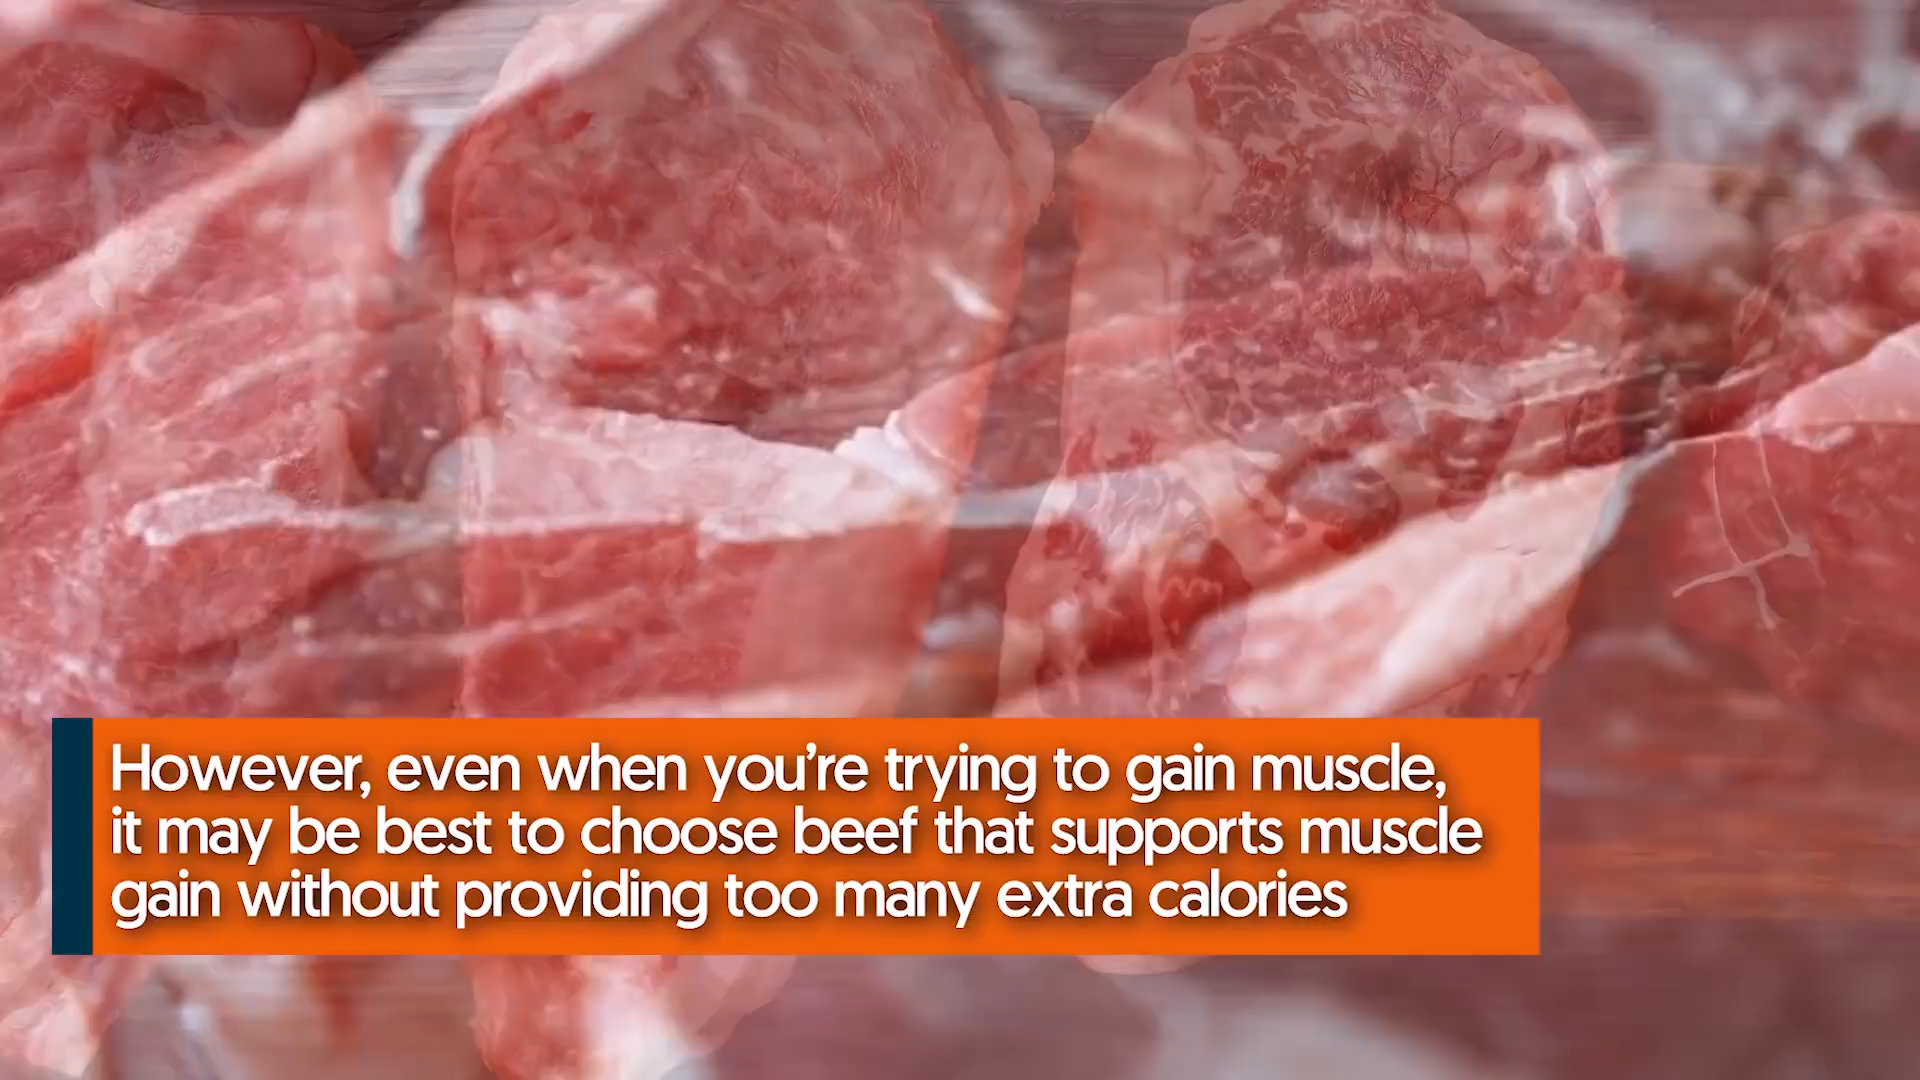 However, even when you’re trying to gain muscle,
it may be best to choose beef that supports muscle
gain without providing too many extra calories